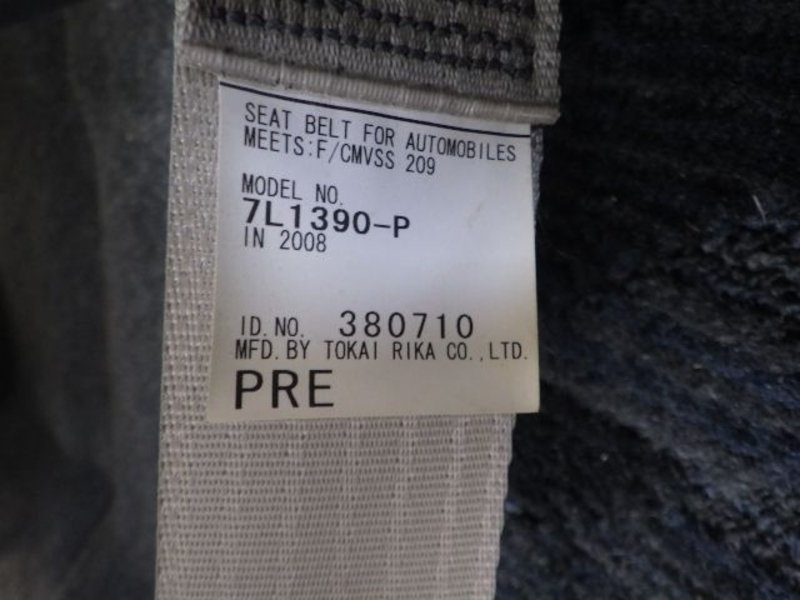 SEAT BELT FOR AUTOMOBILES
MEETS:F/CMVSS 209
MODEL NO.
7L1390-P
IN 2008
ID.NO. 380710
MFD.BY TOKAI RIKA CO.,LTD.
PRE